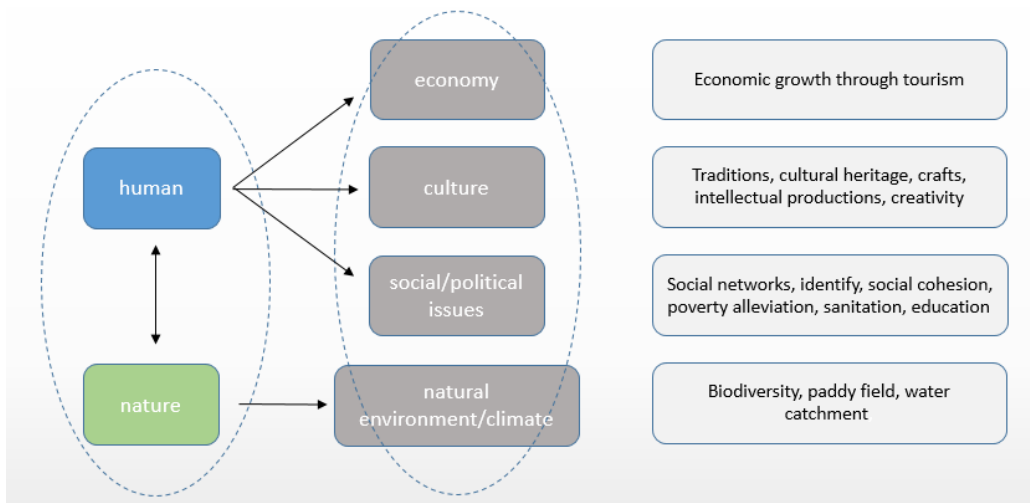 economy
Economic growth through tourism
human
culture
Traditions, cultural heritage, crafts,
intellectual productions, creativity
social/political
issues
Social networks, identify, social cohesion,
poverty alleviation, sanitation, education
nature
natural
environment/climate
Biodiversity, paddy field, water
catchment